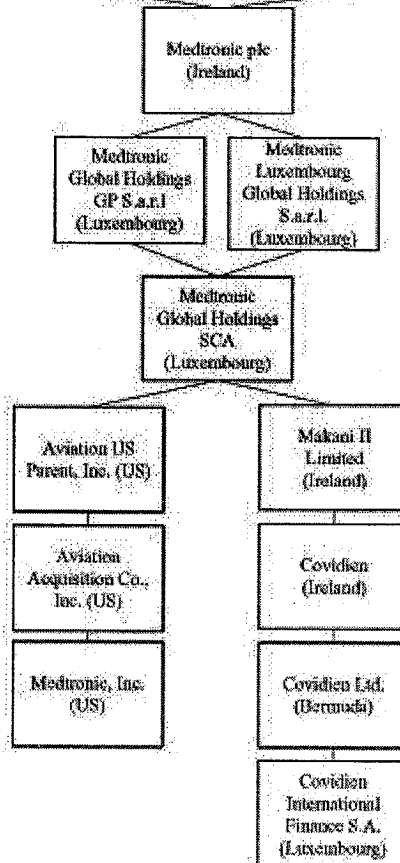 Medtronic plc
(Ireland)
Medtronic
Global Holdings
GP S.a.r.l
(Luxembourg)
Medtronic
Luxembourg
Global Holdings
S.a.r.l.
(Luxembourg)
Medtronic
Global Holdings
SCA
(Luxembourg)
Aviation US
Parent, Inc. (US)
Makani II
Limited
(Ireland)
Aviation
Acquisition Co.,
Inc. (US)
Covidien
(Ireland)
Medtronic, Inc.
(US)
Covidien Ltd.
(Bermuda)
Covidien
International
Finance S.A.
(Luxembourg)